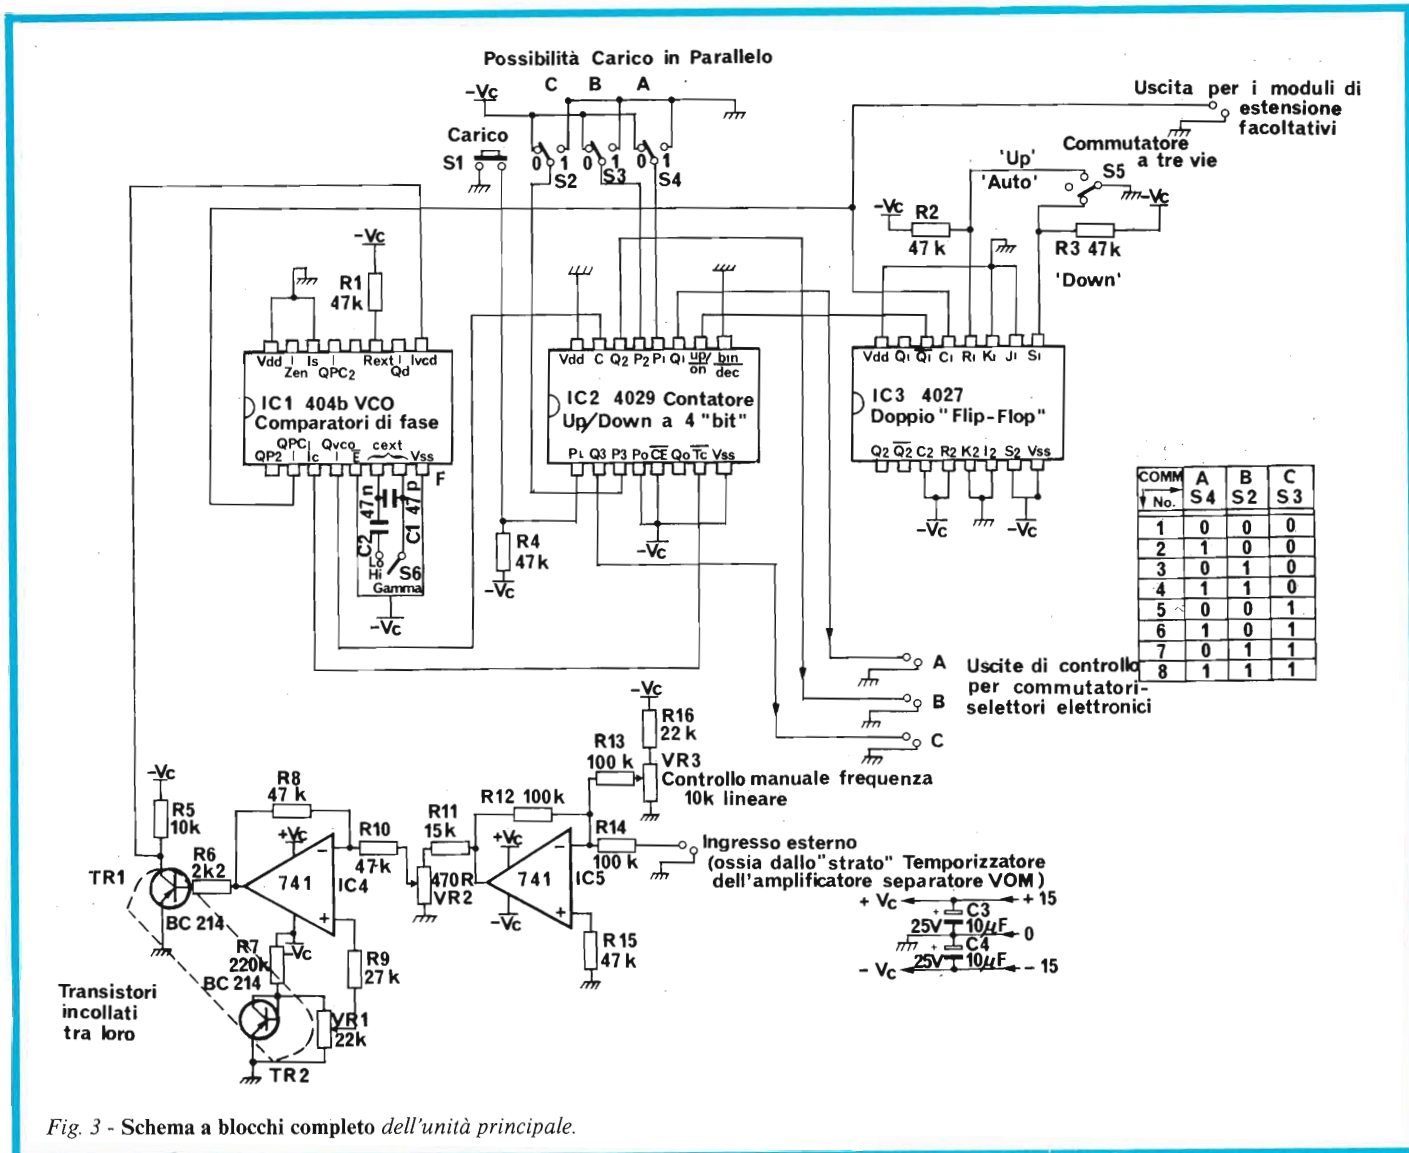 Possibilità Carico in Parallelo
C B A
-Vc
Carico
S1
0 1 0 1 0 1
S2 S3 S4
Uscita per i moduli di
estensione
facoltativi
Commutatore
a tre vie
'Up'
'Auto'
S5
-Vc R2
47 k
-Vc
R3 47k
'Down'
-Vc
R1
47k
Vdd Is Rext Ivcd
Zen QPC2 Qd
IC1 404b VCO
Comparatori di fase
QPC Qvco cext
QP2 Ic E Vss
F
47 n
47 p
C2
C1
Lo
Hi S6
Gamma
-Vc
Vdd C Q2 P2 P1 Q1 up/ bin
on dec
IC2 4029 Contatore
Up/Down a 4 "bit"
PL Q3 P3 Po CE Qo Tc Vss
R4
47k
-Vc
-Vc
Vdd Q1 Q1 C1 R1 K1 J1 S1
IC3 4027
Doppio "Flip-Flop"
Q2 Q2 C2 R2 K2 I2 S2 Vss
-Vc -Vc
COMM A B C
No. S4 S2 S3
1 0 0 0
2 1 0 0
3 0 1 0
4 1 1 0
5 0 0 1
6 1 0 1
7 0 1 1
8 1 1 1
A
B
C
Uscite di controllo
per commutatori-
selettori elettronici
-Vc
R16
22 k
R13
100 k
VR3
Controllo manuale frequenza
10k lineare
-Vc
R5
10k
R8
47 k
R6
2k2
+Vc
741
IC4
-
+
-Vc
R10
47k
R11
15k
470R
VR2
R12 100k
+Vc
741
IC5
-
+
-Vc
R14
100 k
Ingresso esterno
(ossia dallo "strato" Temporizzatore
dell'amplificatore separatore VOM)
R15
47 k
TR1
BC 214
R7
220k
BC 214
R9
27 k
VR1
22k
TR2
Transistori
incollati
tra loro
+ Vc + 15
+ C3
25V 10µF 0
+ C4
25V 10µF
- Vc - 15
Fig. 3 - Schema a blocchi completo dell'unità principale.